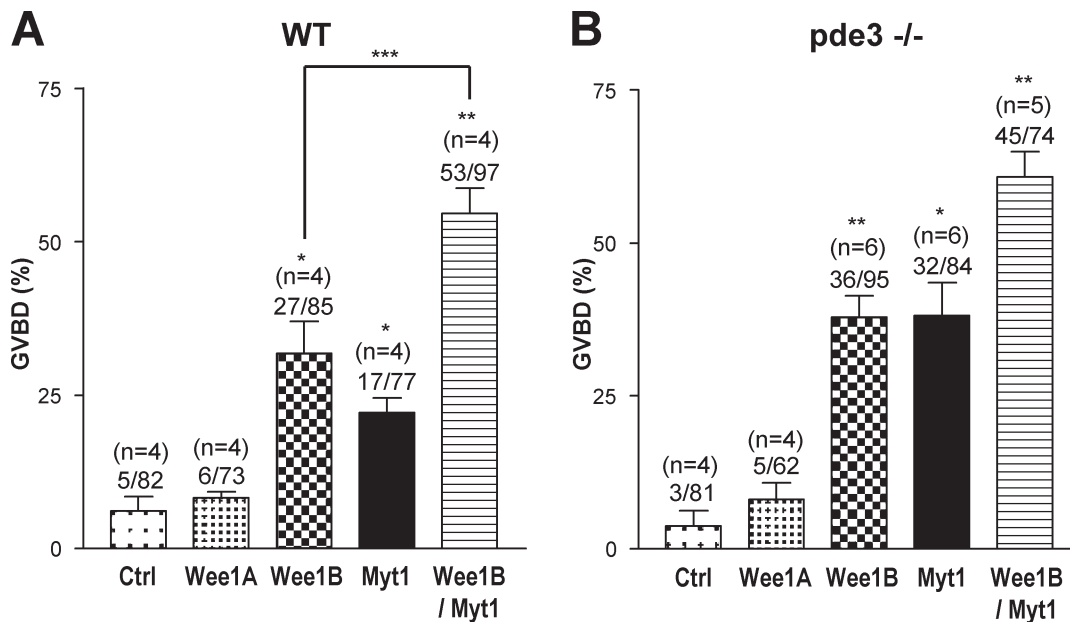 A
WT
***
75
50
25
0
GVBD (%)
(n=4)
5/82
(n=4)
6/73
*
(n=4)
27/85
*
(n=4)
17/77
**
(n=4)
53/97
Ctrl
Wee1A
Wee1B
Myt1
Wee1B
/ Myt1
B
pde3 -/-
75
50
25
0
GVBD (%)
(n=4)
3/81
(n=4)
5/62
**
(n=6)
36/95
*
(n=6)
32/84
**
(n=5)
45/74
Ctrl
Wee1A
Wee1B
Myt1
Wee1B
/ Myt1